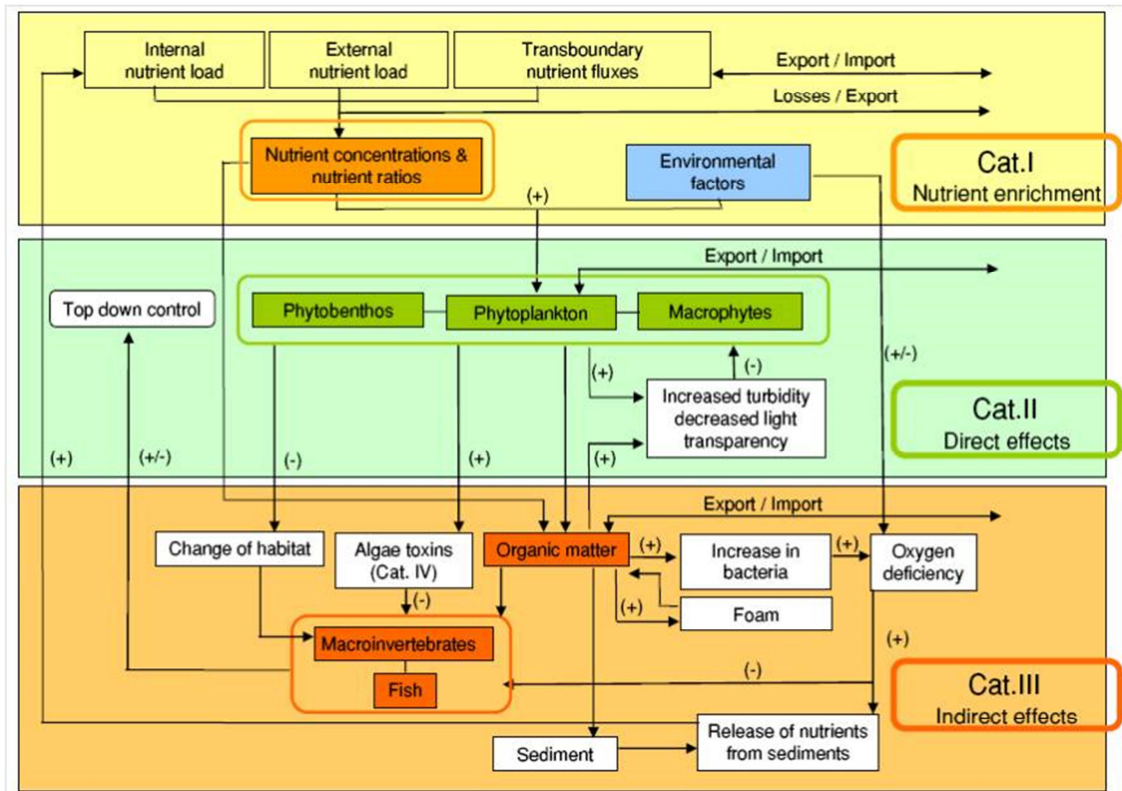 Internal
nutrient load
External
nutrient load
Transboundary
nutrient fluxes
Export / Import
Losses / Export
Nutrient concentrations &
nutrient ratios
Environmental
factors
Cat.I
Nutrient enrichment
(+)
Export / Import
Top down control
Phytobenthos
Phytoplankton
Macrophytes
(+/-)
(+)
(-)
Increased turbidity
decreased light
transparency
Cat.II
Direct effects
(+)
(+/-)
(-)
(+)
(+)
Export / Import
Change of habitat
Algae toxins
(Cat. IV)
Organic matter
(+)
Increase in
bacteria
(+)
Oxygen
deficiency
(-)
(+)
Foam
Macroinvertebrates
(+)
Fish
(-)
Cat.III
Indirect effects
Sediment
Release of nutrients
from sediments